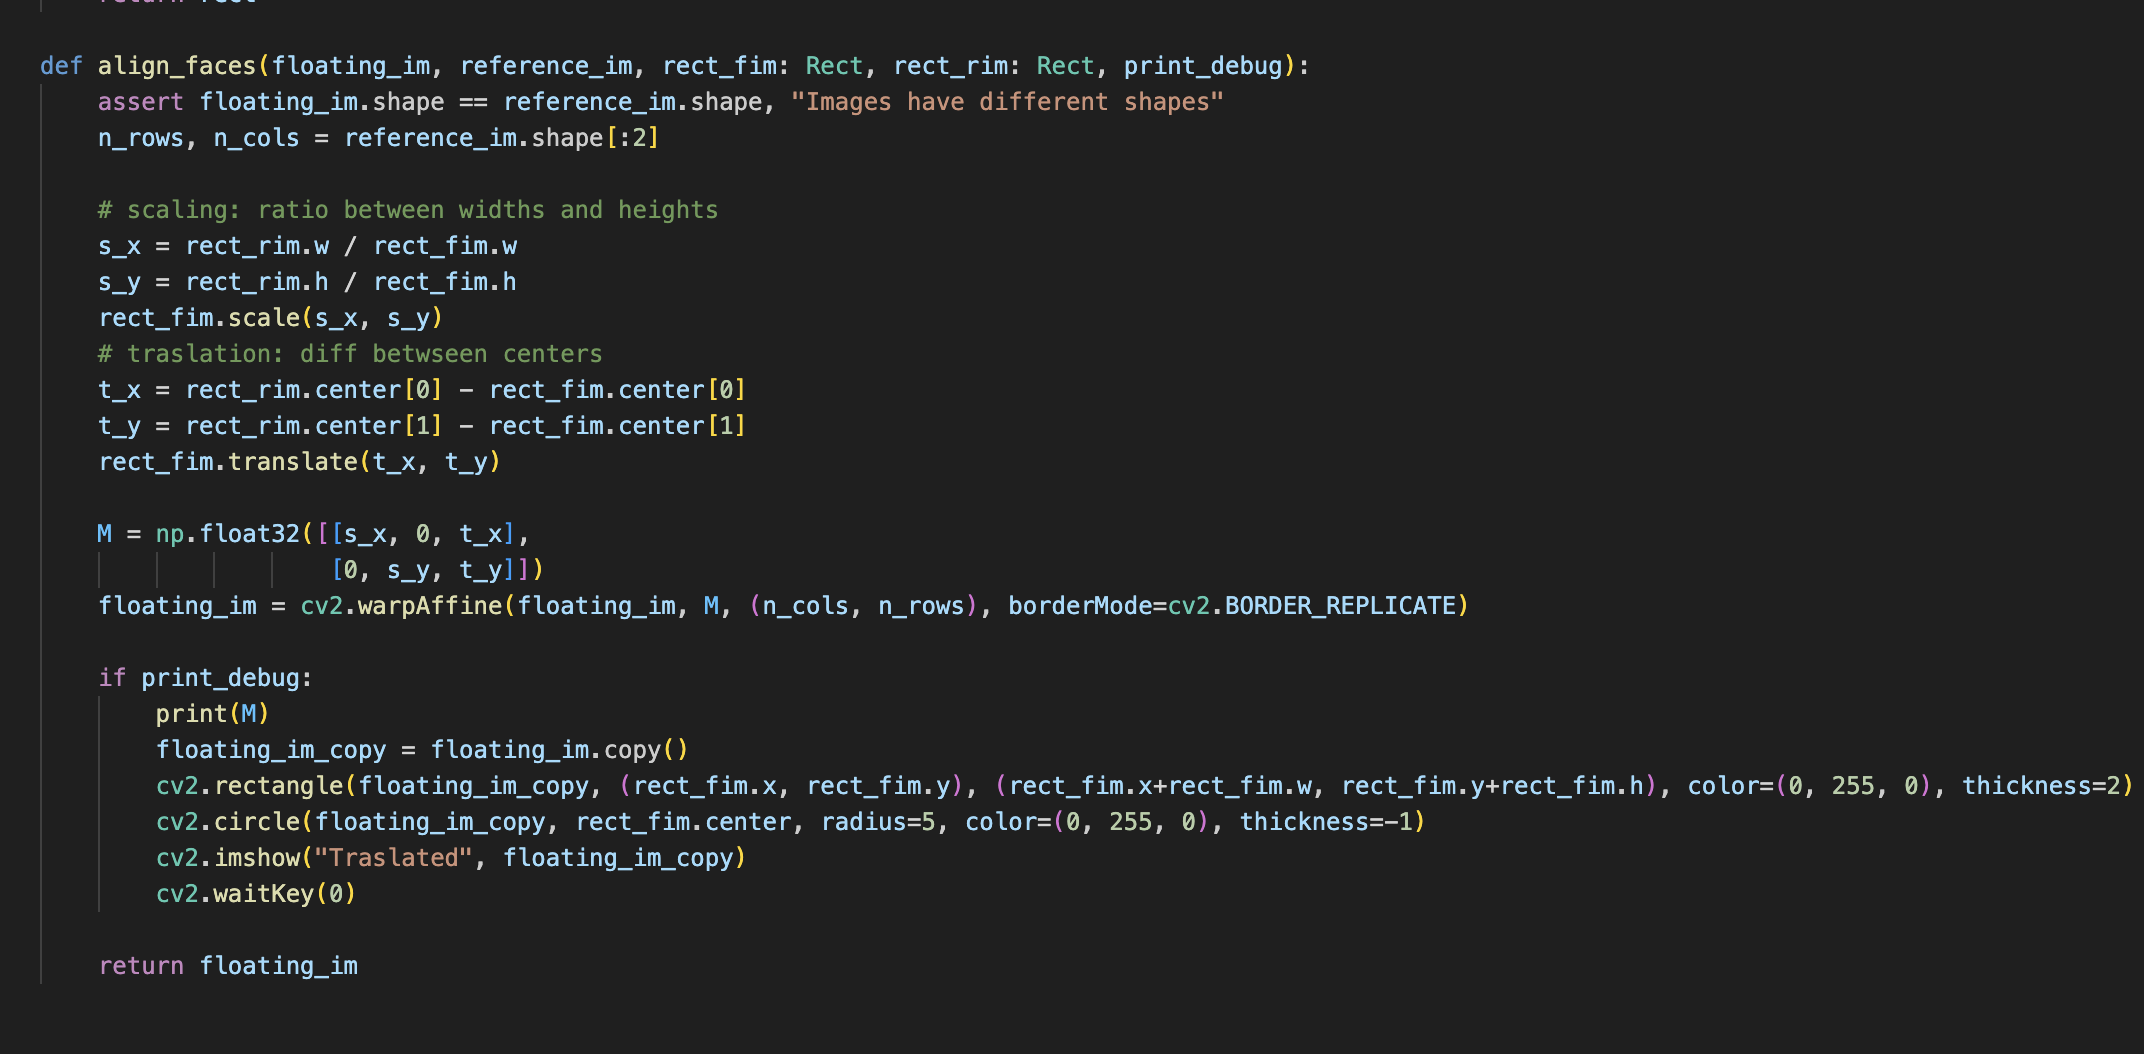 return rect
def align_faces(floating_im, reference_im, rect_fim: Rect, rect_rim: Rect, print_debug):
    assert floating_im.shape == reference_im.shape, "Images have different shapes"
    n_rows, n_cols = reference_im.shape[:2]
    # scaling: ratio between widths and heights
    s_x = rect_rim.w / rect_fim.w
    s_y = rect_rim.h / rect_fim.h
    rect_fim.scale(s_x, s_y)
    # traslation: diff betwseen centers
    t_x = rect_rim.center[0] - rect_fim.center[0]
    t_y = rect_rim.center[1] - rect_fim.center[1]
    rect_fim.translate(t_x, t_y)
    M = np.float32([[s_x, 0, t_x],
                    [0, s_y, t_y]])
    floating_im = cv2.warpAffine(floating_im, M, (n_cols, n_rows), borderMode=cv2.BORDER_REPLICATE)
    if print_debug:
        print(M)
        floating_im_copy = floating_im.copy()
        cv2.rectangle(floating_im_copy, (rect_fim.x, rect_fim.y), (rect_fim.x+rect_fim.w, rect_fim.y+rect_fim.h), color=(0, 255, 0), thickness=2)
        cv2.circle(floating_im_copy, rect_fim.center, radius=5, color=(0, 255, 0), thickness=-1)
        cv2.imshow("Traslated", floating_im_copy)
        cv2.waitKey(0)
    return floating_im